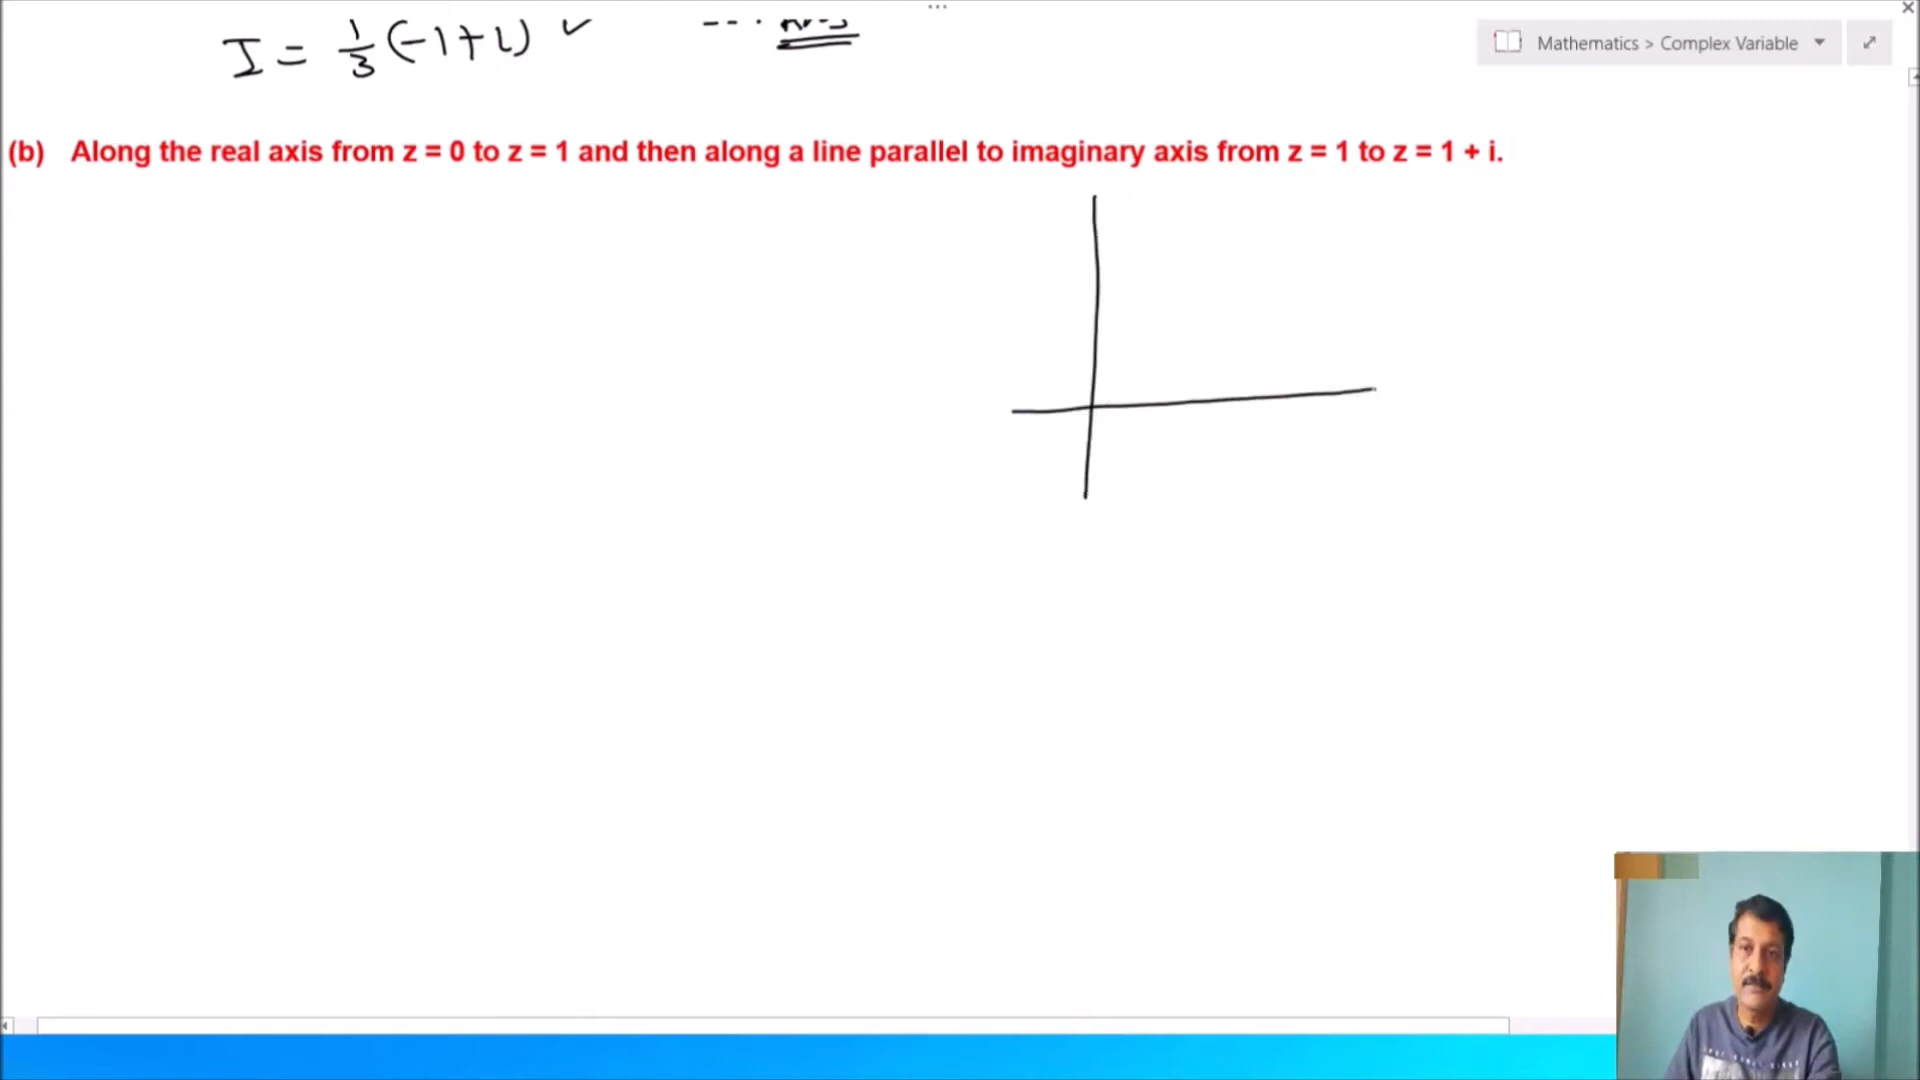 I = 1/3 (-1+i) ✓ ---.
Mathematics > Complex Variable
(b) Along the real axis from z = 0 to z = 1 and then along a line parallel to imaginary axis from z = 1 to z = 1 + i.